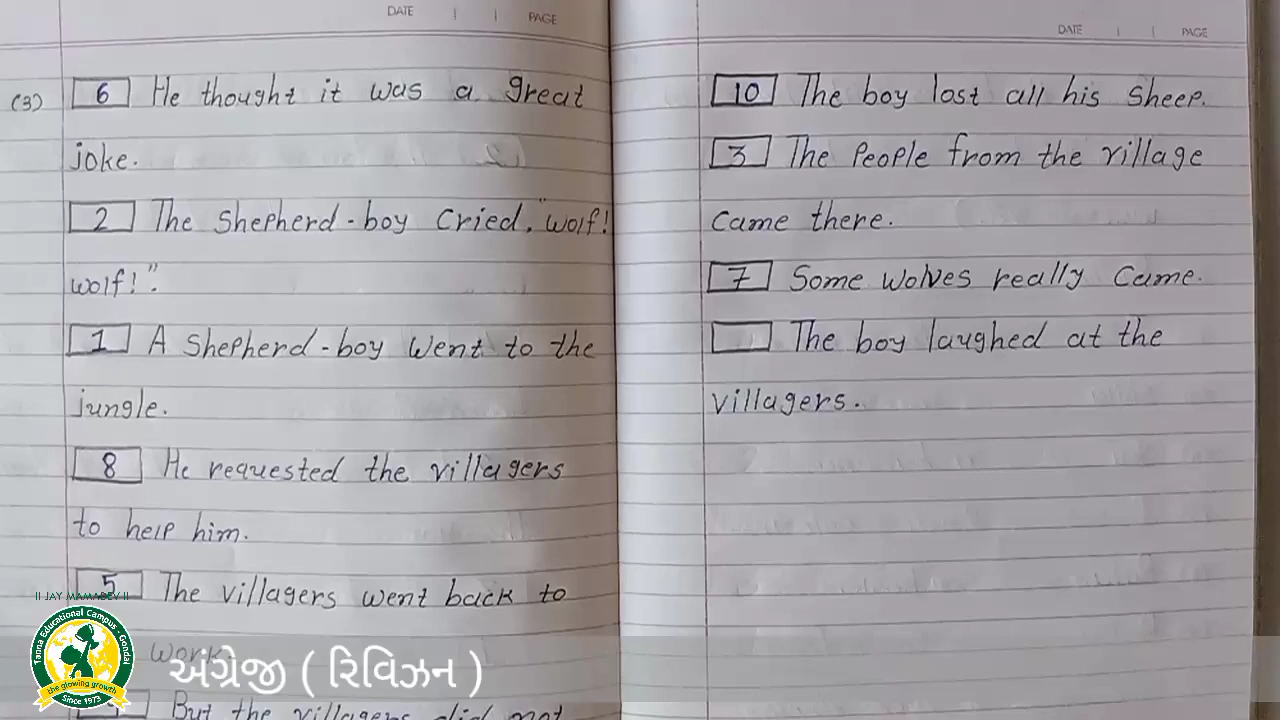 DATE PAGE
(3) 6 He thought it was a great
joke.
2 The Shepherd-boy cried, "wolf!
wolf!".
1 A Shepherd-boy went to the
jungle.
8 He requested the villagers
to help him.
5 The villagers went back to
work.
But the villagers did not
DATE PAGE
10 The boy lost all his sheep.
3 The People from the village
came there.
7 Some wolves really came.
The boy laughed at the
villagers.
|| JAY MAMADEV ||
Tanna Educational Campus - Gondal
the glowing growth
Since 1973
અંગ્રેજી ( રિવિઝન )